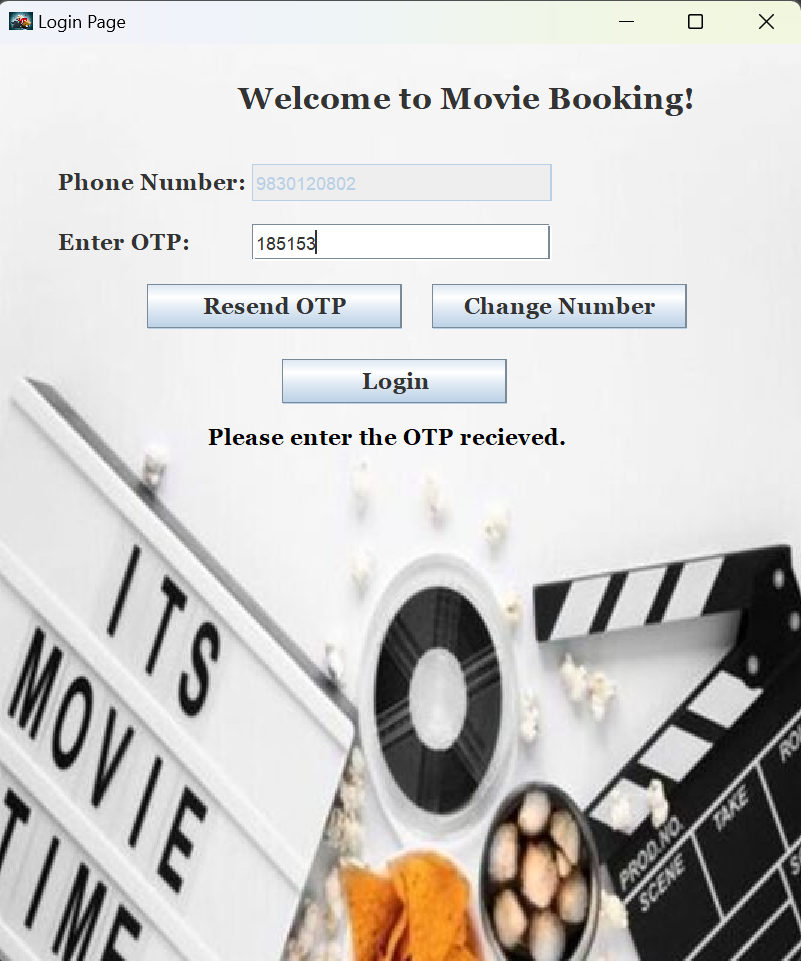 Login Page
Welcome to Movie Booking!
Phone Number: 9830120802
Enter OTP: 185153
Resend OTP Change Number
Login
Please enter the OTP recieved.
ITS
MOVIE
TIME
PROD.NO.
SCENE
TAKE